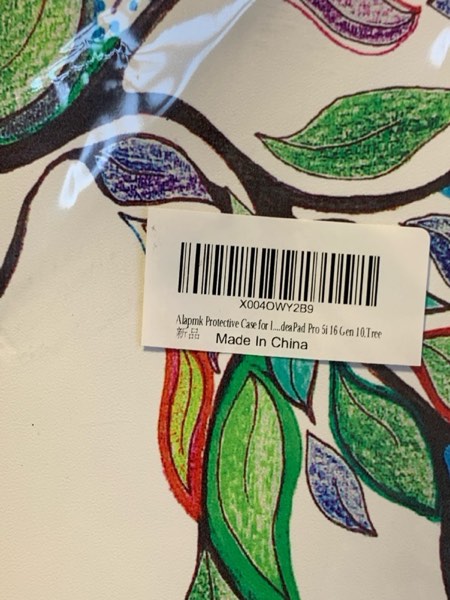 X004OWY2B9
Alapmk Protective Case for l....deaPad Pro 5i 16 Gen 10,Tree
新品
Made In China